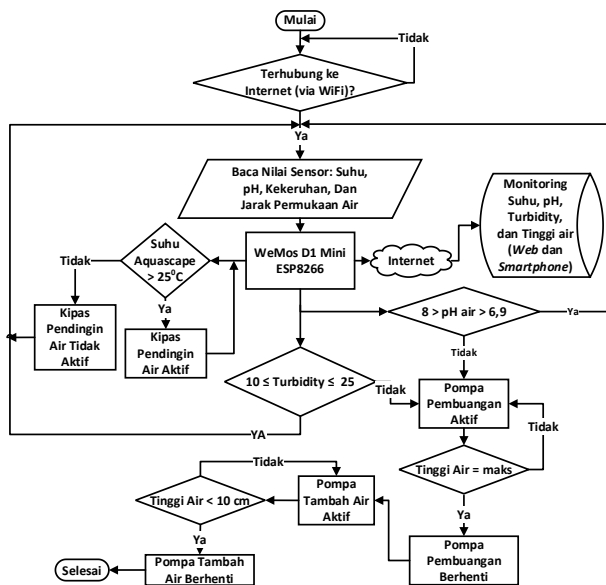 Mulai
Tidak
Terhubung ke
Internet (via WiFi)?
Ya
Baca Nilai Sensor: Suhu,
pH, Kekeruhan, Dan
Jarak Permukaan Air
Monitoring
Suhu, pH,
Turbidity,
dan Tinggi air
(Web dan
Smartphone)
Suhu
Aquascape
> 25⁰C
Tidak
Ya
WeMos D1 Mini
ESP8266
Internet
Kipas
Pendingin
Air Tidak
Aktif
Kipas
Pendingin
Air Aktif
8 > pH air > 6,9
Ya
Tidak
10 ≤ Turbidity ≤ 25
Tidak
YA
Pompa
Pembuangan
Aktif
Tidak
Tinggi Air = maks
Ya
Pompa
Pembuangan
Berhenti
Tidak
Pompa
Tambah Air
Aktif
Tinggi Air < 10 cm
Ya
Pompa Tambah
Air Berhenti
Selesai